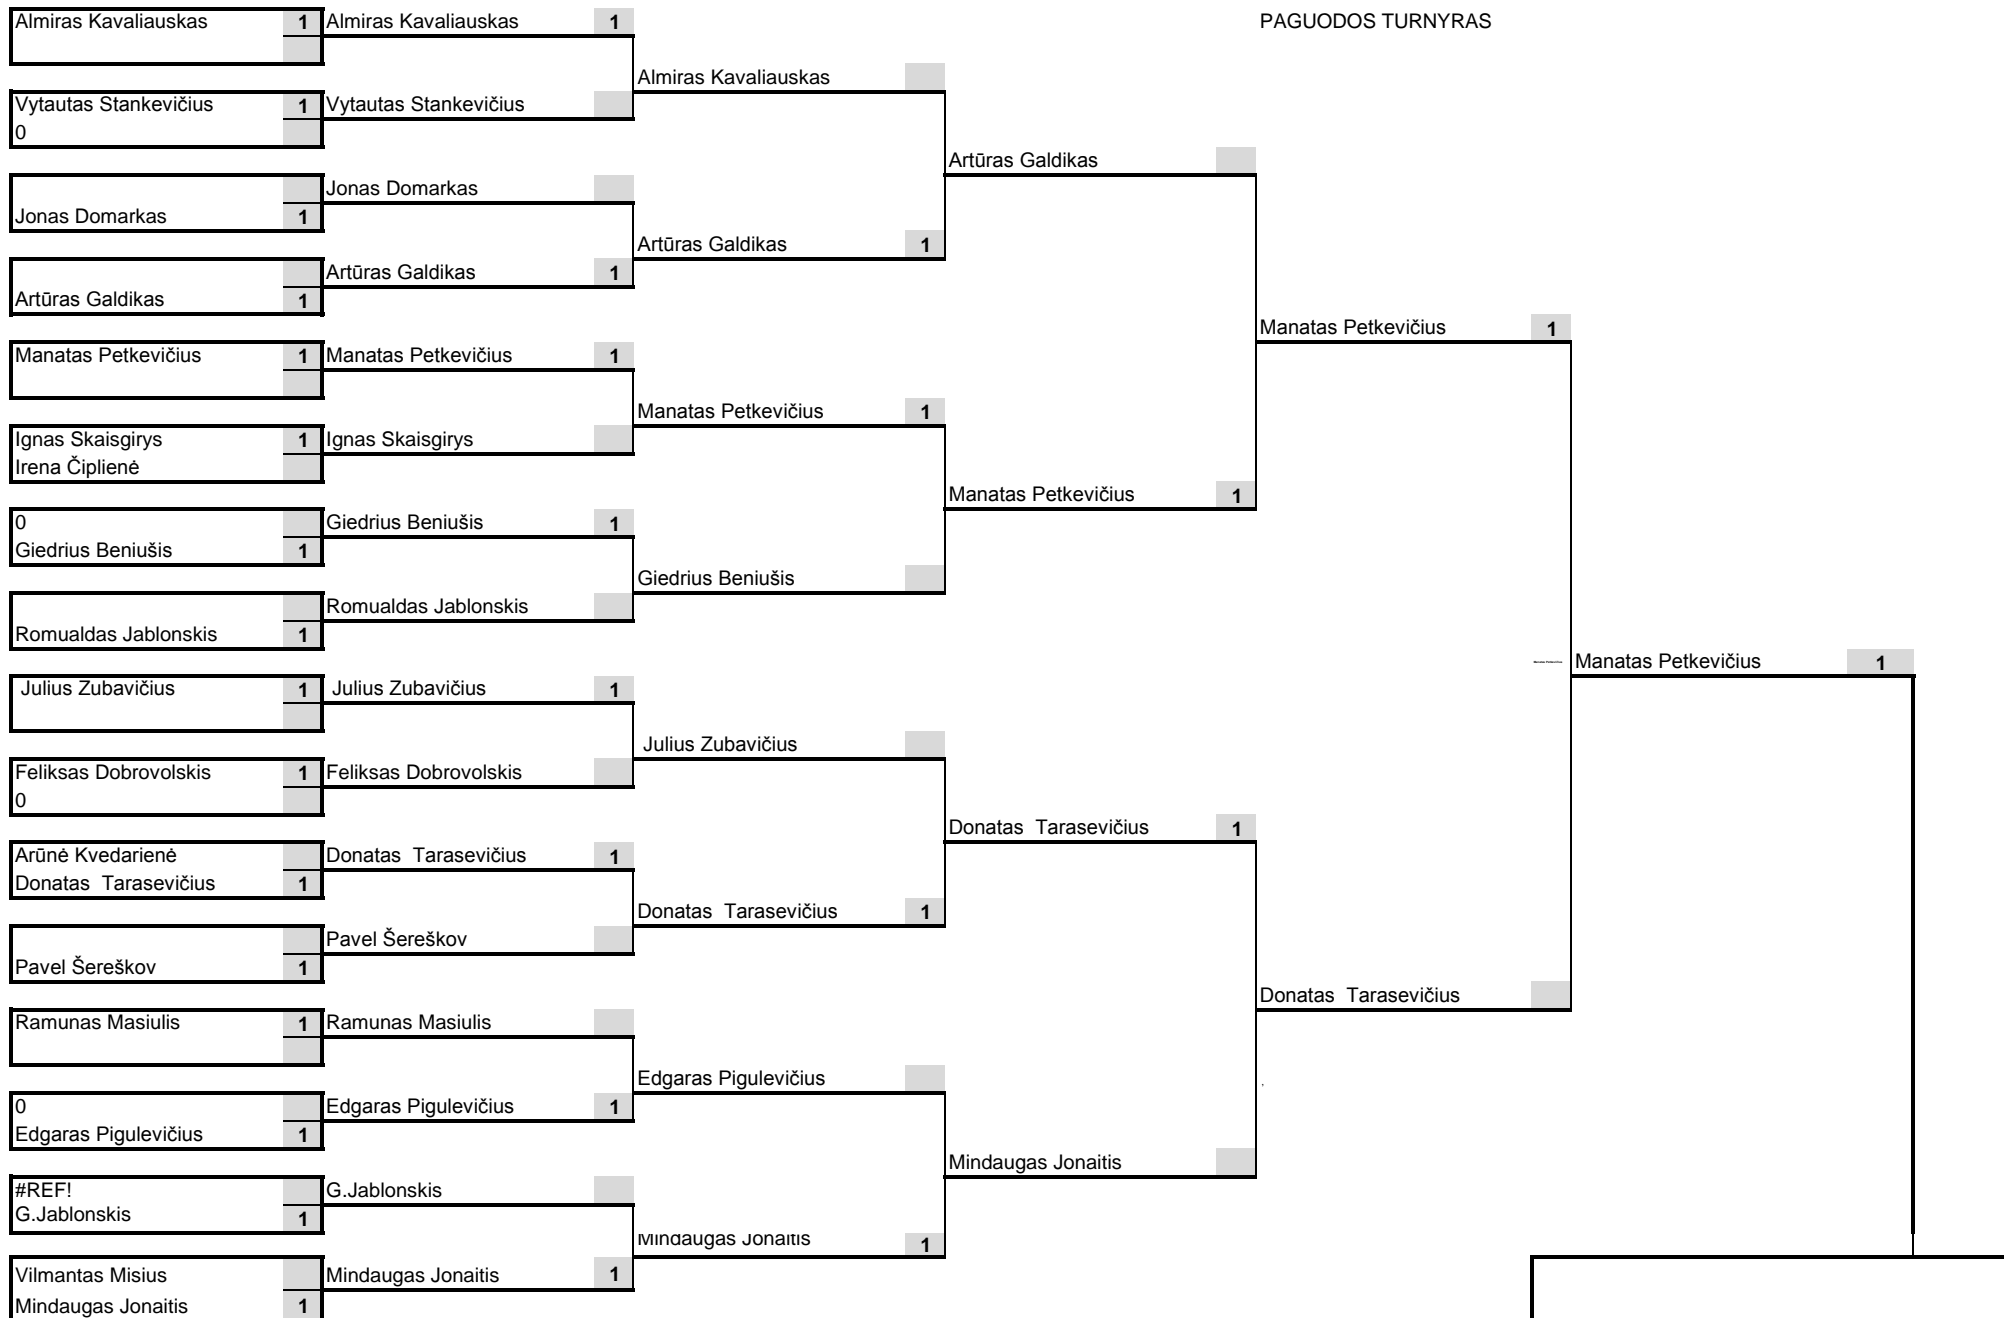 Almiras Kavaliauskas 1 Almiras Kavaliauskas 1 PAGUODOS TURNYRAS
Almiras Kavaliauskas
Vytautas Stankevičius 1 Vytautas Stankevičius
0
Artūras Galdikas
Jonas Domarkas
Jonas Domarkas 1
Artūras Galdikas 1
Artūras Galdikas 1
Artūras Galdikas 1
Manatas Petkevičius 1
Manatas Petkevičius 1 Manatas Petkevičius 1
Manatas Petkevičius 1
Ignas Skaisgirys 1 Ignas Skaisgirys
Irena Čiplienė
Manatas Petkevičius 1
0 Giedrius Beniušis 1
Giedrius Beniušis 1
Giedrius Beniušis
Romualdas Jablonskis
Romualdas Jablonskis 1
Manatas Petkevičius 1
Julius Zubavičius 1 Julius Zubavičius 1
Julius Zubavičius
Feliksas Dobrovolskis 1 Feliksas Dobrovolskis
0
Donatas Tarasevičius 1
Arūnė Kvedarienė Donatas Tarasevičius 1
Donatas Tarasevičius 1
Donatas Tarasevičius 1
Pavel Šereškov
Pavel Šereškov 1
Donatas Tarasevičius
Ramunas Masiulis 1 Ramunas Masiulis
Edgaras Pigulevičius
0 Edgaras Pigulevičius 1
Edgaras Pigulevičius 1
Mindaugas Jonaitis
#REF! G.Jablonskis
G.Jablonskis 1
Mindaugas Jonaitis 1
Vilmantas Misius Mindaugas Jonaitis 1
Mindaugas Jonaitis 1